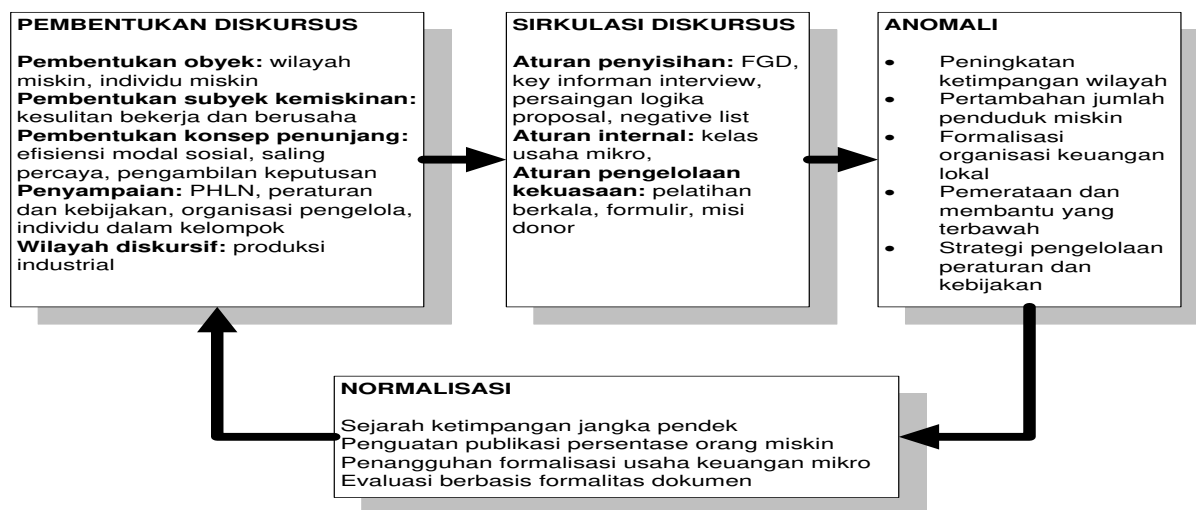 PEMBENTUKAN DISKURSUS
Pembentukan obyek: wilayah
miskin, individu miskin
Pembentukan subyek kemiskinan:
kesulitan bekerja dan berusaha
Pembentukan konsep penunjang:
efisiensi modal sosial, saling
percaya, pengambilan keputusan
Penyampaian: PHLN, peraturan
dan kebijakan, organisasi pengelola,
individu dalam kelompok
Wilayah diskursif: produksi
industrial
SIRKULASI DISKURSUS
Aturan penyisihan: FGD,
key informan interview,
persaingan logika
proposal, negative list
Aturan internal: kelas
usaha mikro,
Aturan pengelolaan
kekuasaan: pelatihan
berkala, formulir, misi
donor
ANOMALI
• Peningkatan
ketimpangan wilayah
• Pertambahan jumlah
penduduk miskin
• Formalisasi
organisasi keuangan
lokal
• Pemerataan dan
membantu yang
terbawah
• Strategi pengelolaan
peraturan dan
kebijakan
NORMALISASI
Sejarah ketimpangan jangka pendek
Penguatan publikasi persentase orang miskin
Penangguhan formalisasi usaha keuangan mikro
Evaluasi berbasis formalitas dokumen